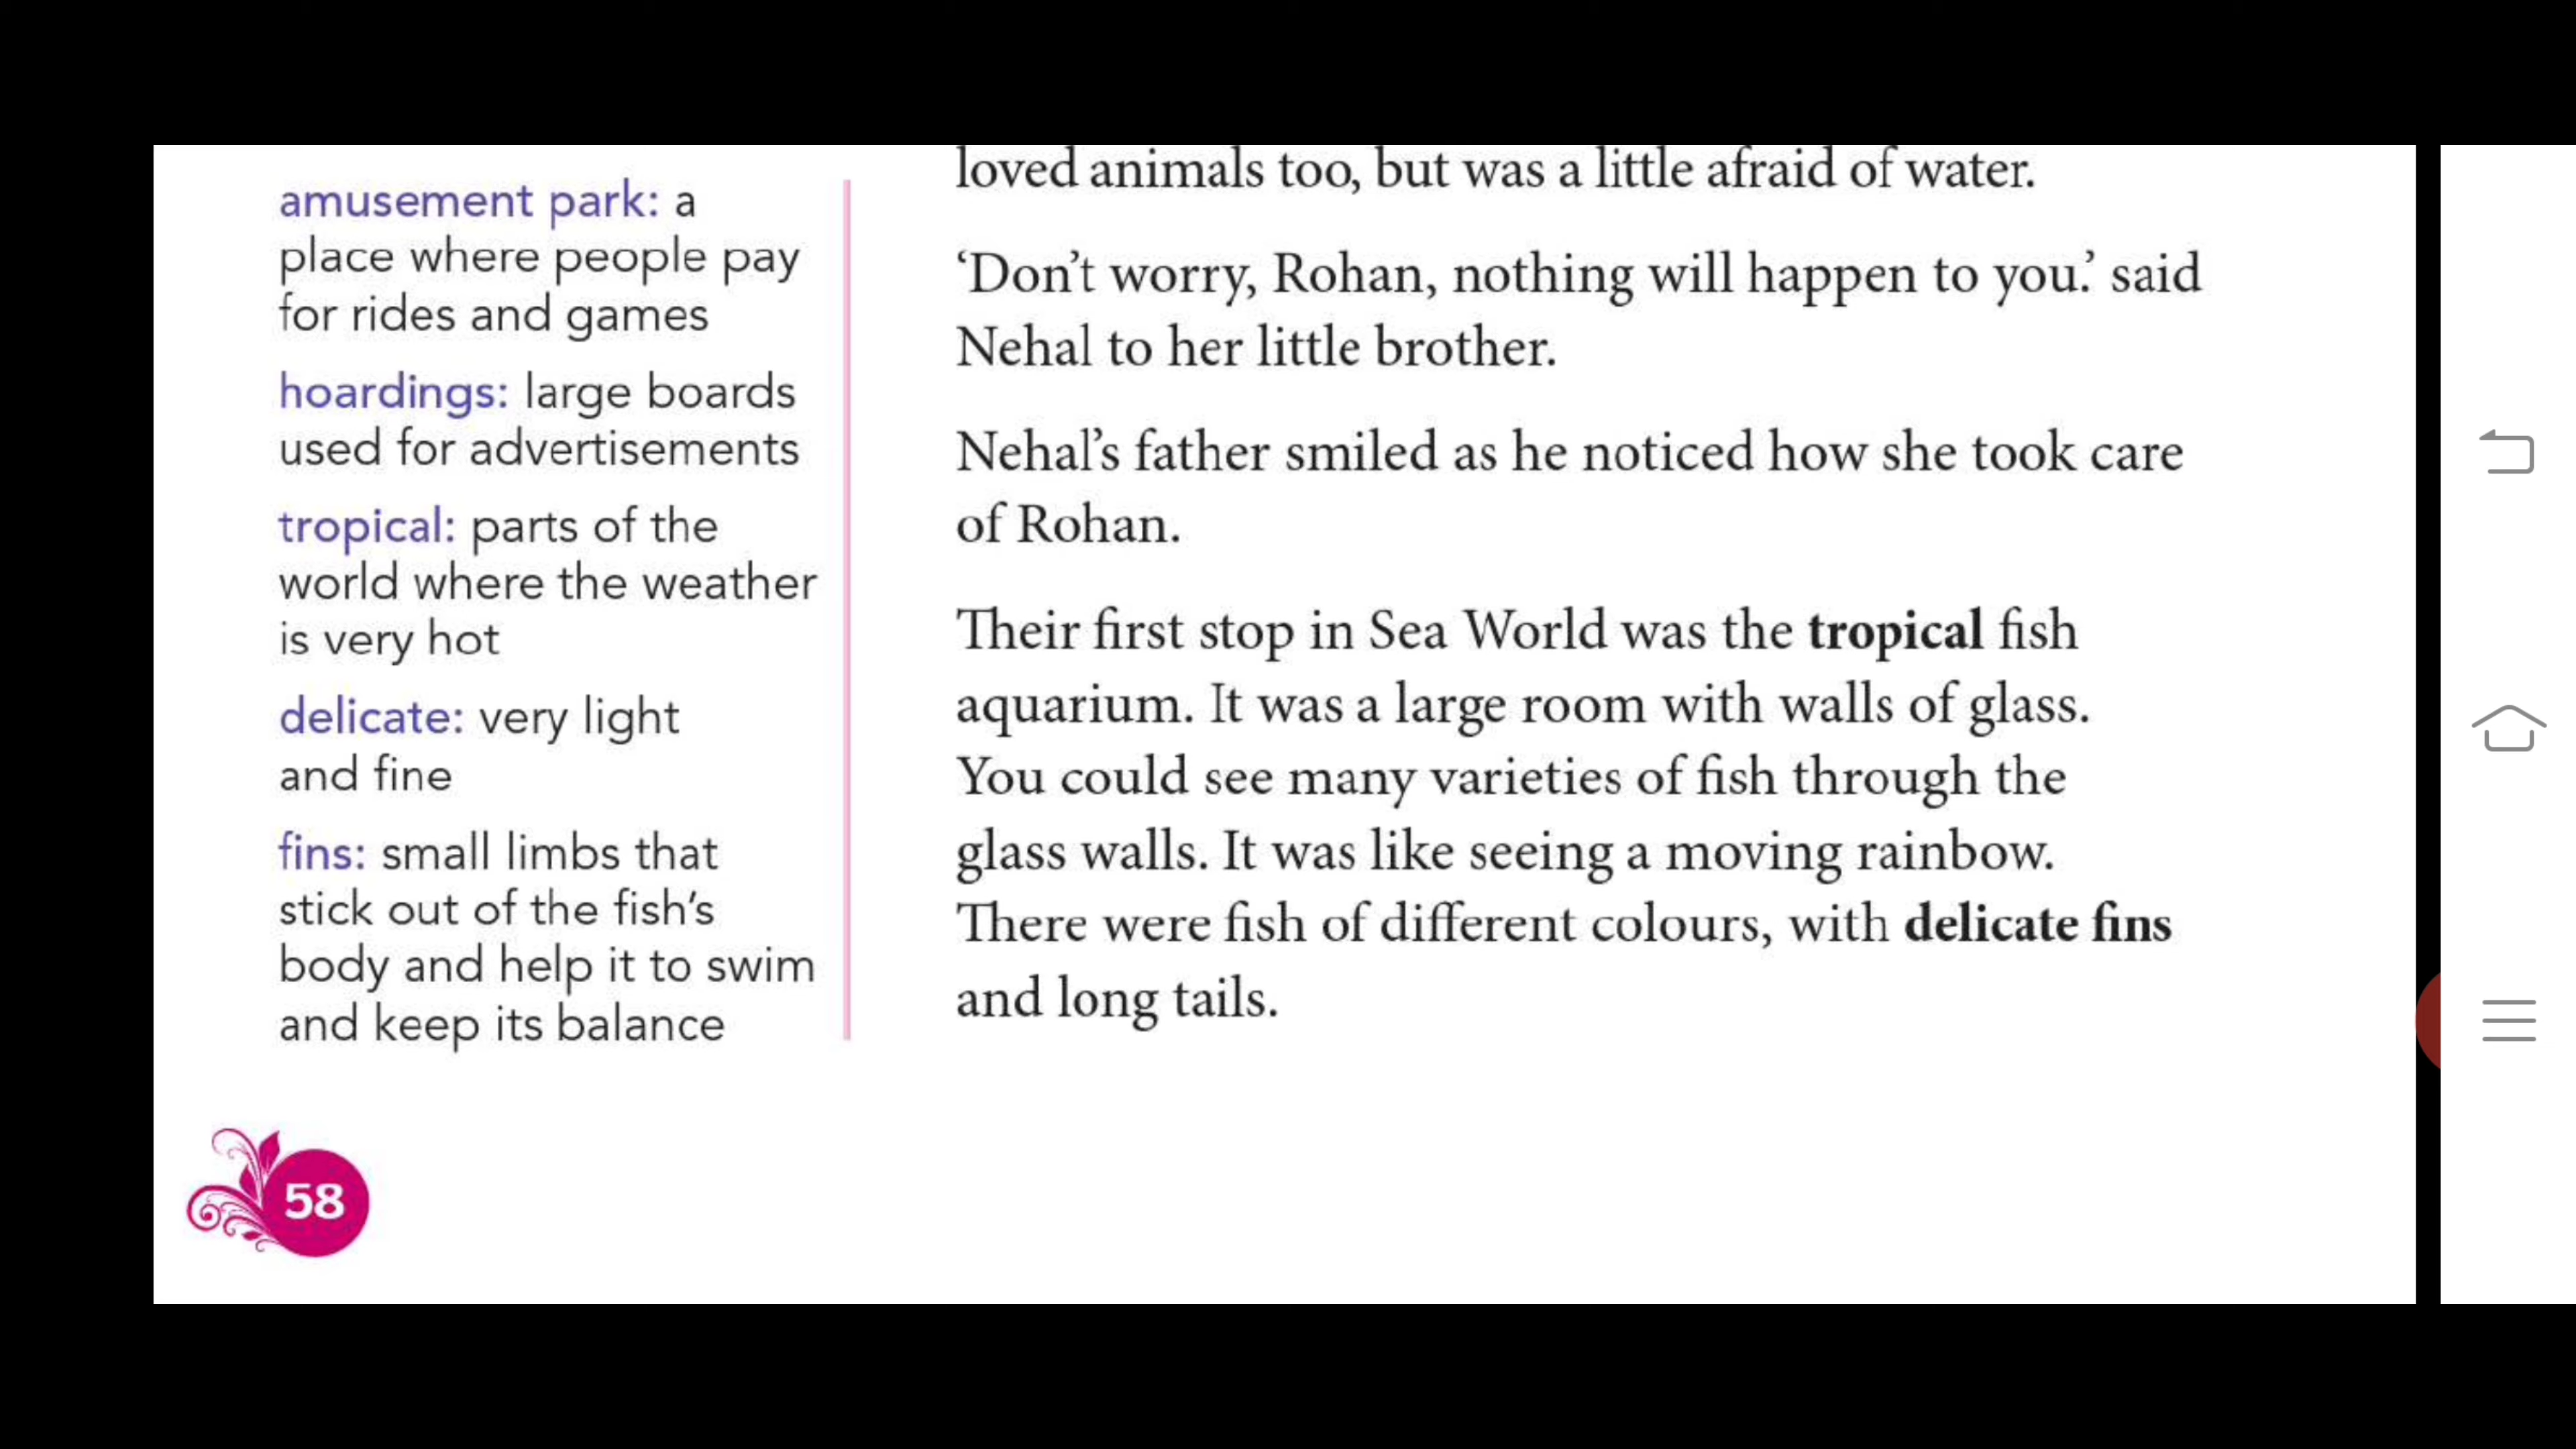 amusement park: a
place where people pay
for rides and games
hoardings: large boards
used for advertisements
tropical: parts of the
world where the weather
is very hot
delicate: very light
and fine
fins: small limbs that
stick out of the fish's
body and help it to swim
and keep its balance
58
loved animals too, but was a little afraid of water.
‘Don’t worry, Rohan, nothing will happen to you.’ said
Nehal to her little brother.
Nehal’s father smiled as he noticed how she took care
of Rohan.
Their first stop in Sea World was the tropical fish
aquarium. It was a large room with walls of glass.
You could see many varieties of fish through the
glass walls. It was like seeing a moving rainbow.
There were fish of different colours, with delicate fins
and long tails.